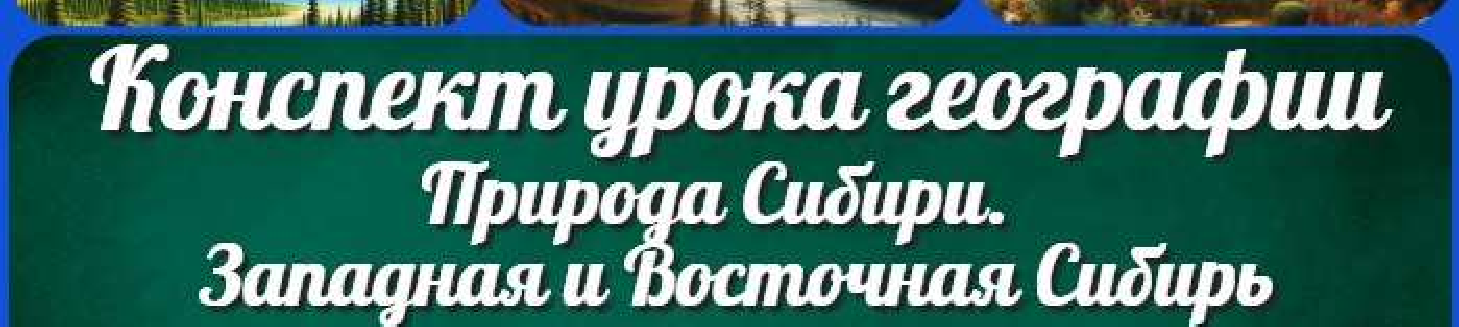 Конспект урока географии
Природа Сибири.
Западная и Восточная Сибирь